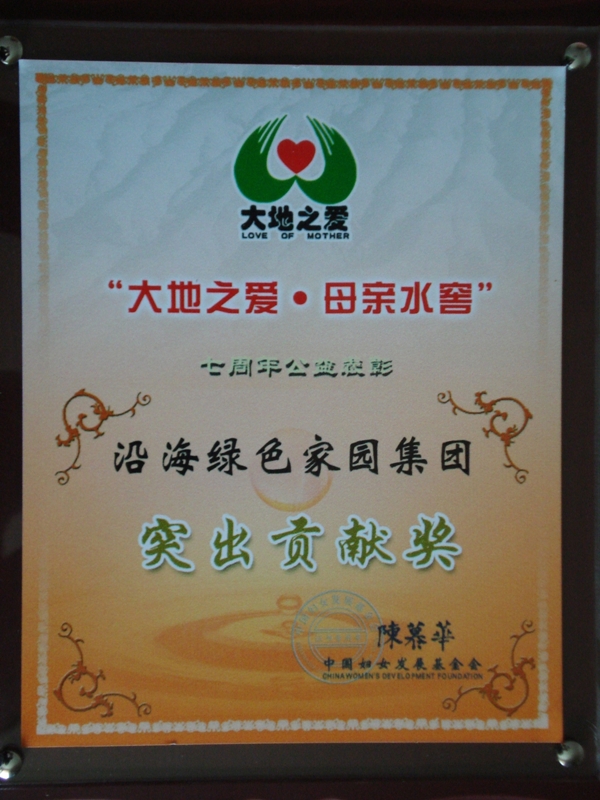 大地之爱
LOVE OF MOTHER
“大地之爱·母亲水窖”
七周年公益表彰
沿海绿色家园集团
突出贡献奖
陳慕華
中国妇女发展基金会
CHINA WOMEN'S DEVELOPMENT FOUNDATION